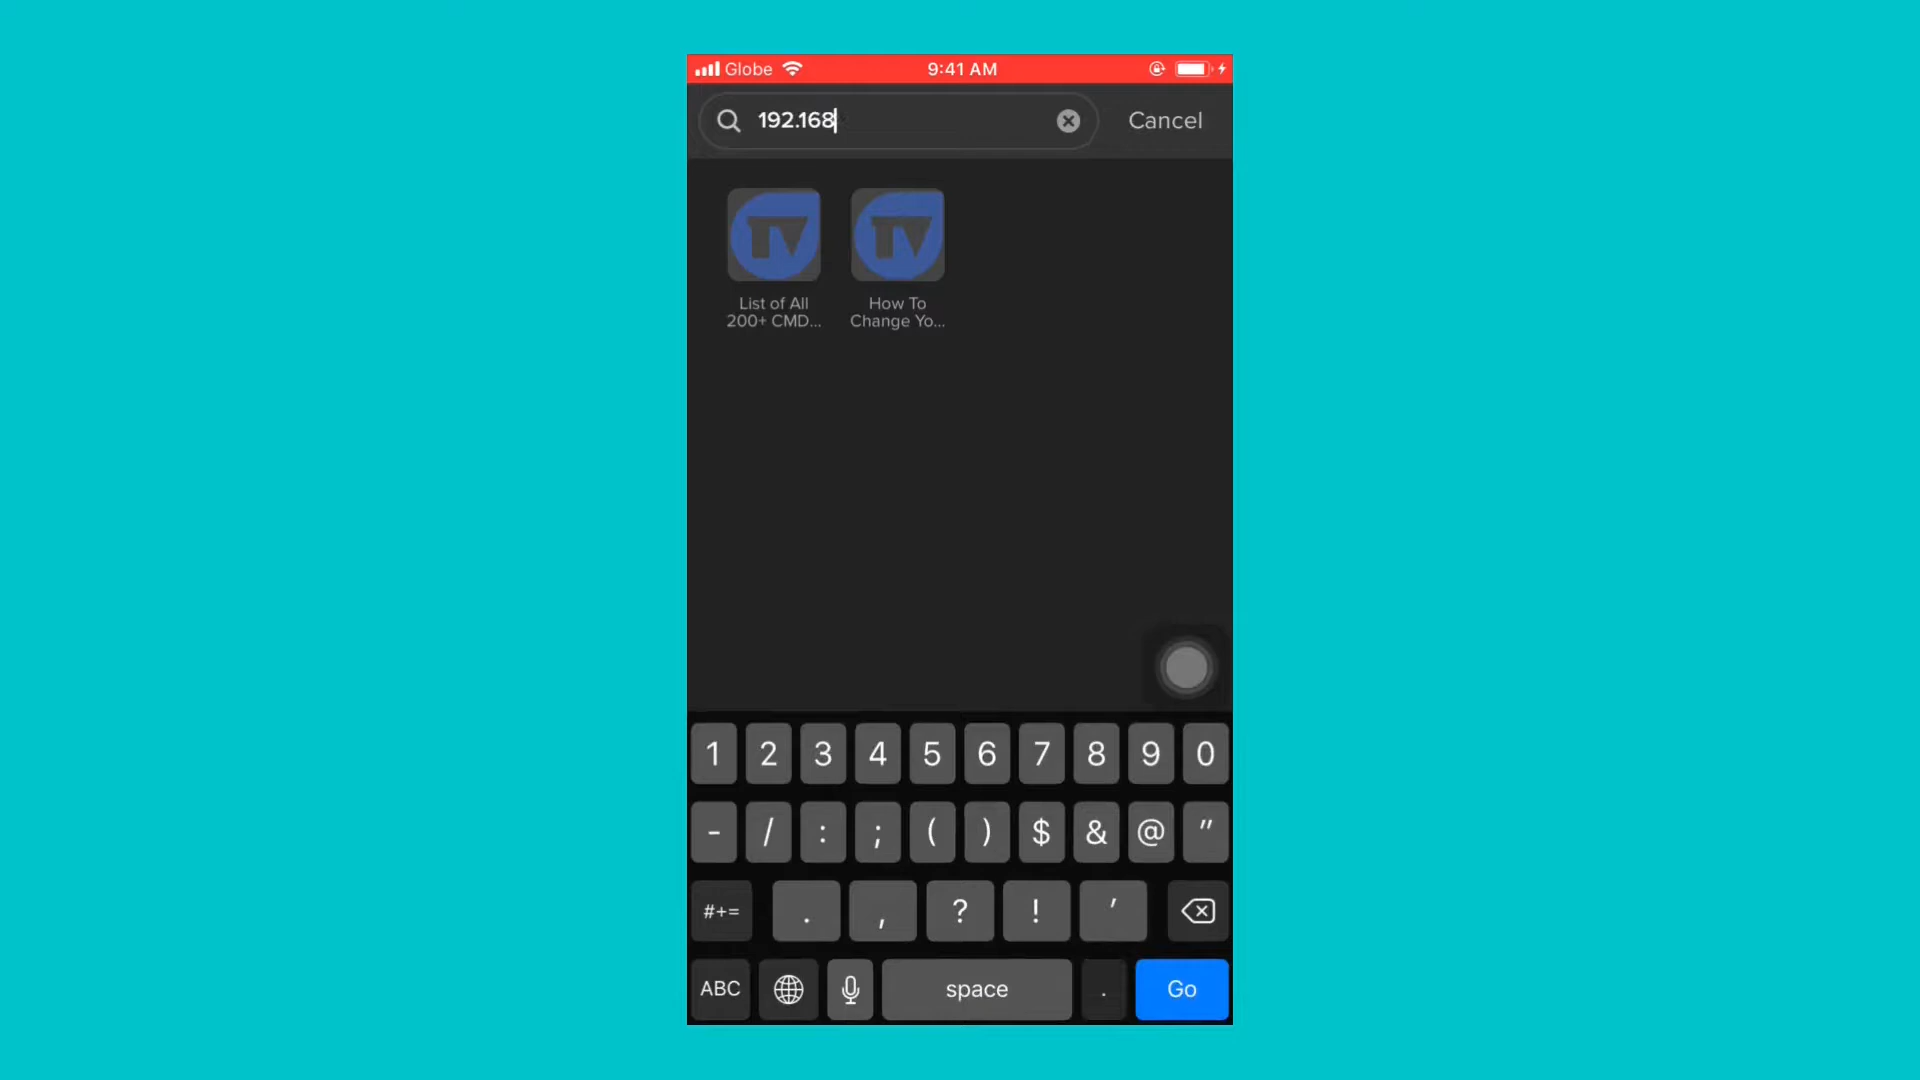 Globe 9:41 AM
192.168 Cancel
TV TV
List of All
200+ CMD...
How To
Change Yo...
1 2 3 4 5 6 7 8 9 0
- / : ; ( ) $ & @ "
#+= . , ? ! '
ABC space . Go